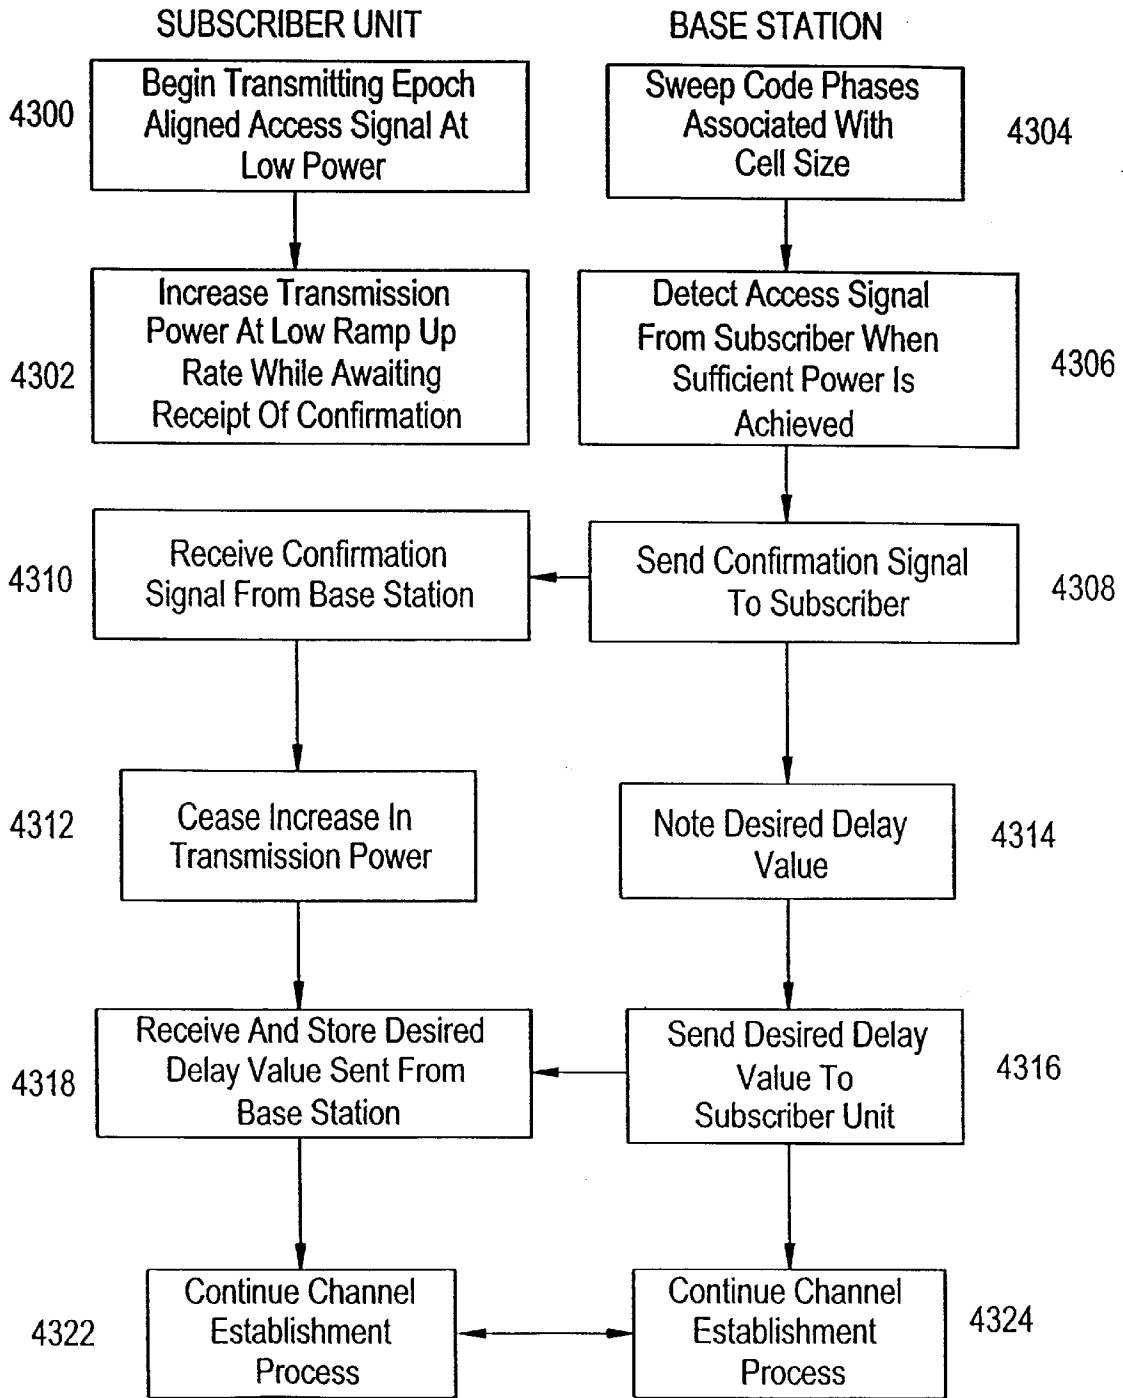 SUBSCRIBER UNIT
BASE STATION
4300
Begin Transmitting Epoch
Aligned Access Signal At
Low Power
Sweep Code Phases
Associated With
Cell Size
4304
4302
Increase Transmission
Power At Low Ramp Up
Rate While Awaiting
Receipt Of Confirmation
Detect Access Signal
From Subscriber When
Sufficient Power Is
Achieved
4306
4310
Receive Confirmation
Signal From Base Station
Send Confirmation Signal
To Subscriber
4308
4312
Cease Increase In
Transmission Power
Note Desired Delay
Value
4314
4318
Receive And Store Desired
Delay Value Sent From
Base Station
Send Desired Delay
Value To
Subscriber Unit
4316
4322
Continue Channel
Establishment
Process
Continue Channel
Establishment
Process
4324